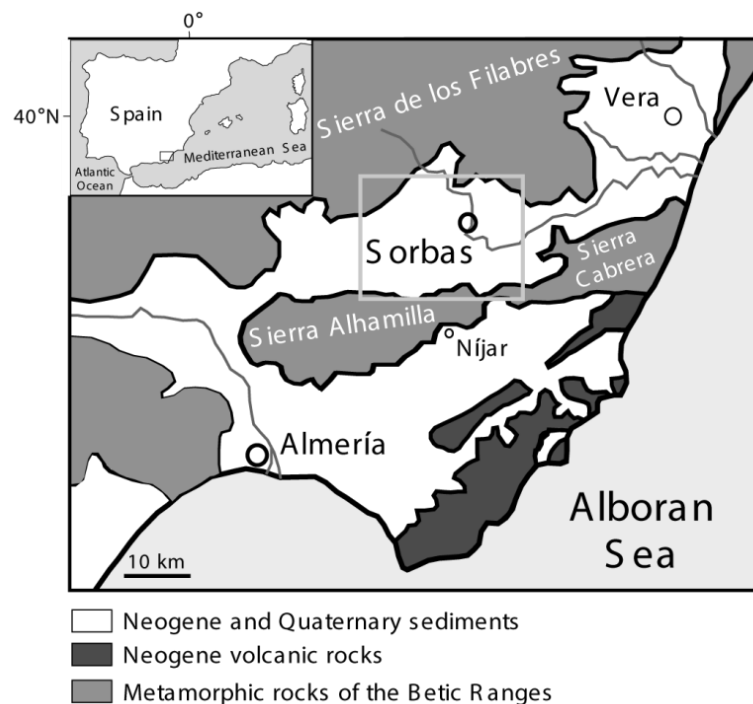 0°
40°N
Spain
Mediterranean Sea
Atlantic
Ocean
Sierra de los Filabres
Vera
Sorbas
Sierra
Cabrera
Sierra Alhamilla
Níjar
Almería
Alboran
Sea
10 km
Neogene and Quaternary sediments
Neogene volcanic rocks
Metamorphic rocks of the Betic Ranges